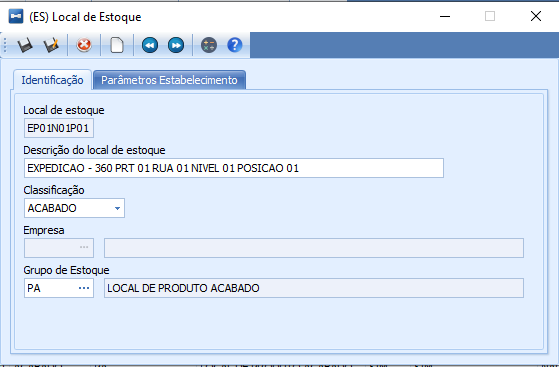 (ES) Local de Estoque
Identificação Parâmetros Estabelecimento
Local de estoque
EP01N01P01
Descrição do local de estoque
EXPEDICAO - 360 PRT 01 RUA 01 NIVEL 01 POSICAO 01
Classificação
ACABADO
Empresa
Grupo de Estoque
PA LOCAL DE PRODUTO ACABADO